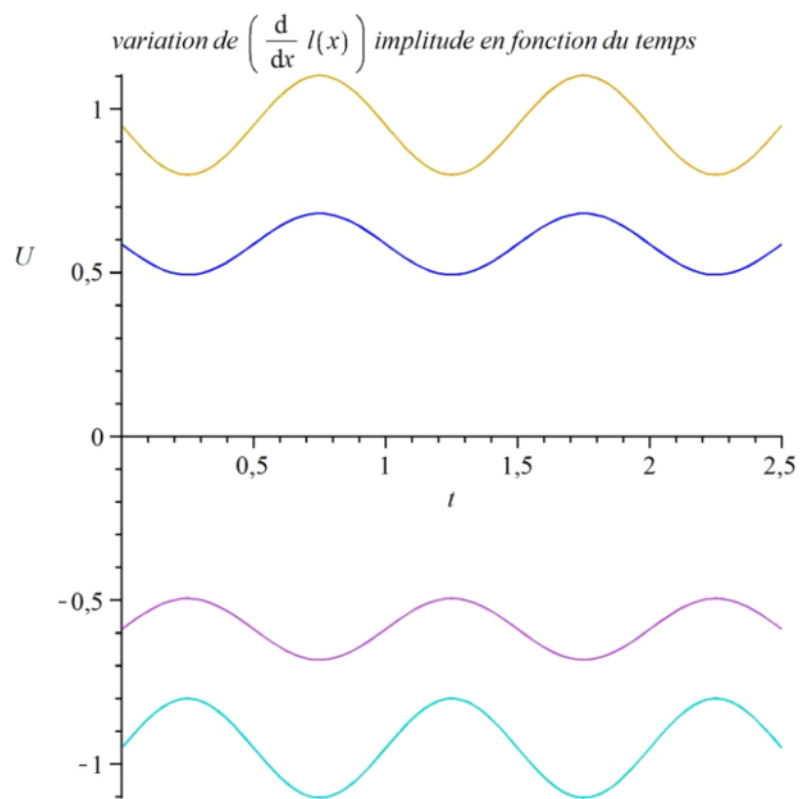 variation de ( d/dx l(x) ) implitude en fonction du temps
1
U
0,5
0
0,5 1 1,5 2 2,5
t
-0,5
-1